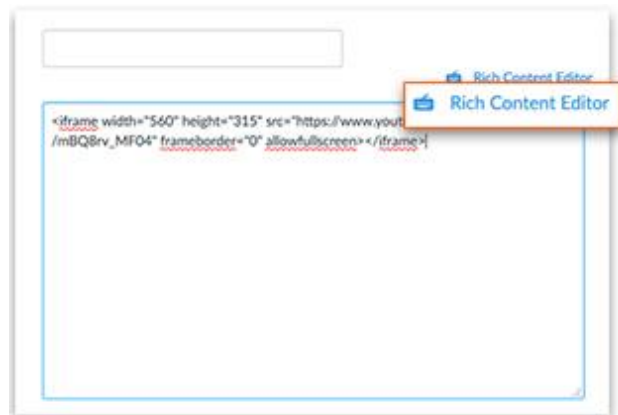 Rich Content Editor
Rich Content Editor
<iframe width="560" height="315" src="https://www.yout
/mBQ8rv_MF04" frameborder="0" allowfullscreen></iframe>